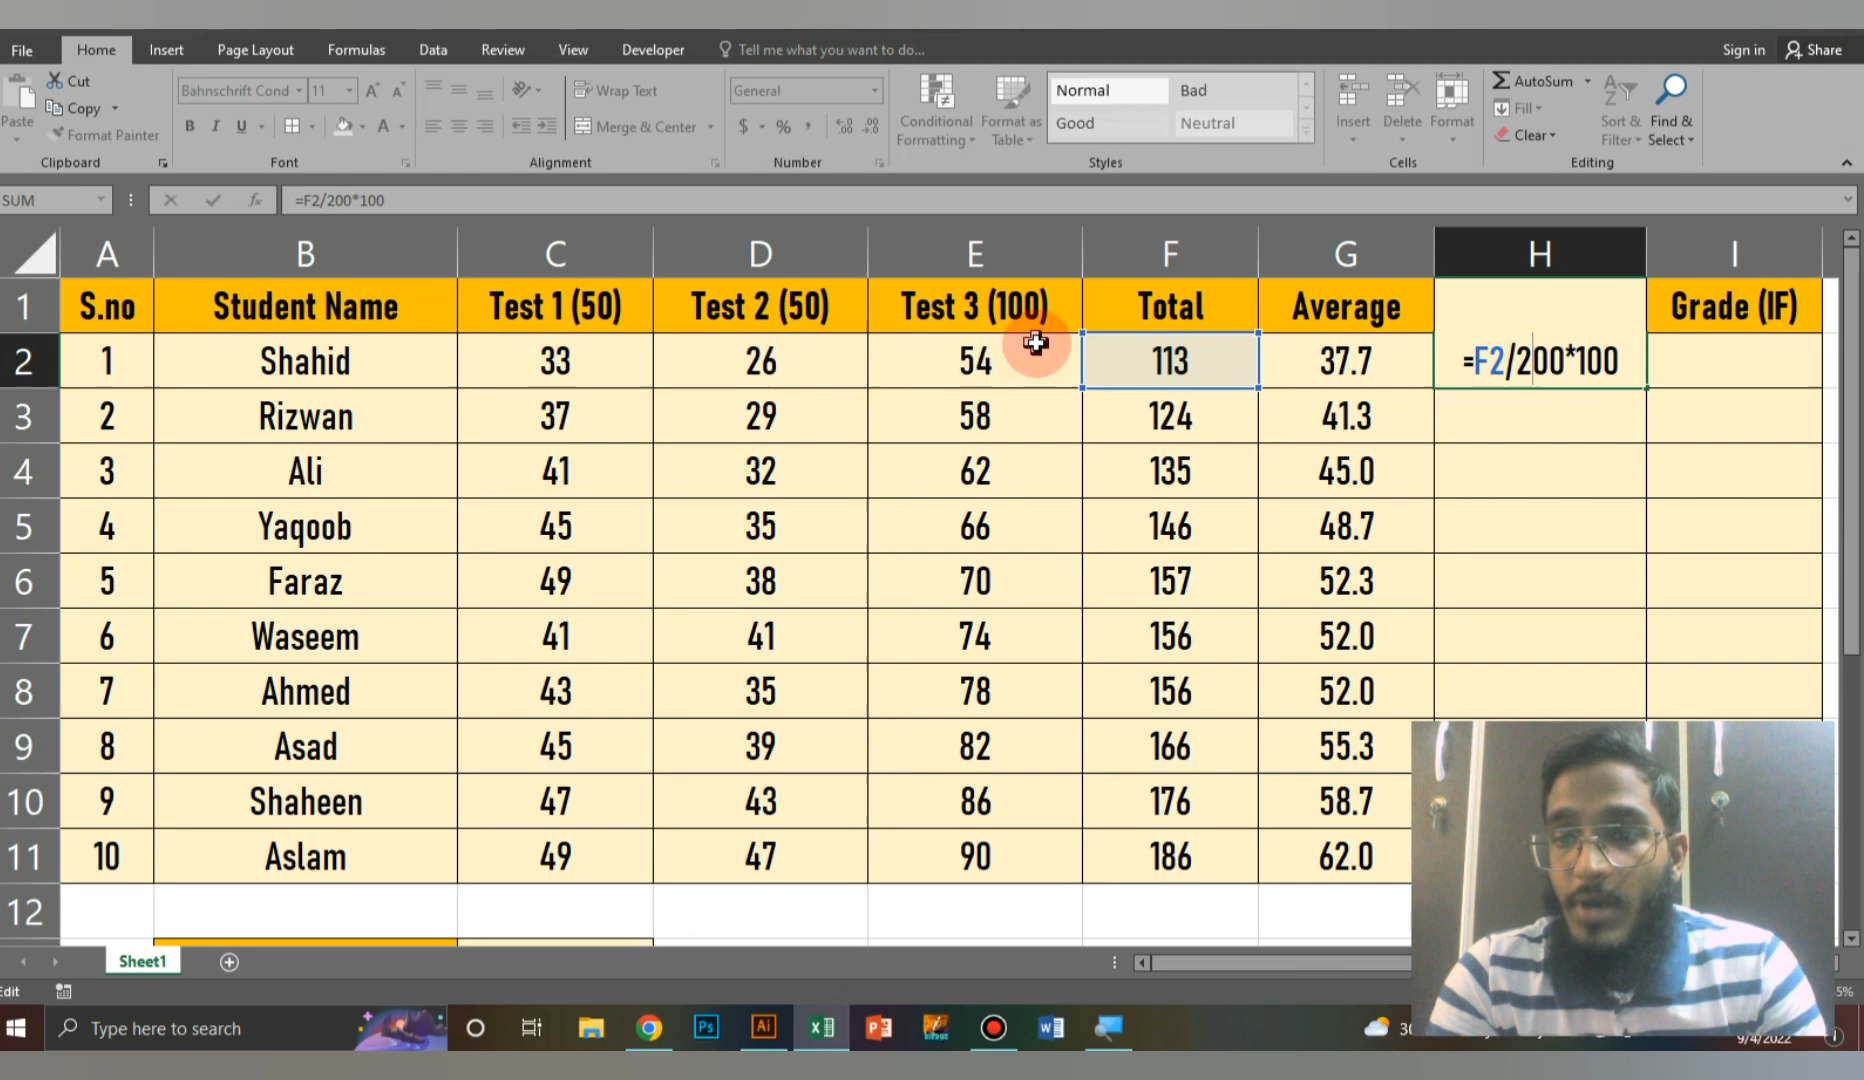 File Home Insert Page Layout Formulas Data Review View Developer Tell me what you want to do... Sign in Share
Cut
Copy
Paste
Format Painter
Clipboard
Bahnschrift Cond 11 A A
B I U A
Font
Wrap Text
Merge & Center
Alignment
General
$ % , .00 .00
Number
Conditional Formatting
Format as Table
Normal Bad
Good Neutral
Styles
Insert Delete Format
Cells
AutoSum
Fill
Clear
Sort & Filter
Find & Select
Editing
SUM fx =F2/200*100
A B C D E F G H I
1 S.no Student Name Test 1 (50) Test 2 (50) Test 3 (100) Total Average Grade (IF)
2 1 Shahid 33 26 54 113 37.7 =F2/200*100
3 2 Rizwan 37 29 58 124 41.3
4 3 Ali 41 32 62 135 45.0
5 4 Yaqoob 45 35 66 146 48.7
6 5 Faraz 49 38 70 157 52.3
7 6 Waseem 41 41 74 156 52.0
8 7 Ahmed 43 35 78 156 52.0
9 8 Asad 45 39 82 166 55.3
10 9 Shaheen 47 43 86 176 58.7
11 10 Aslam 49 47 90 186 62.0
12
Sheet1
Edit 5%
Type here to search Ps Ai
9/4/2022